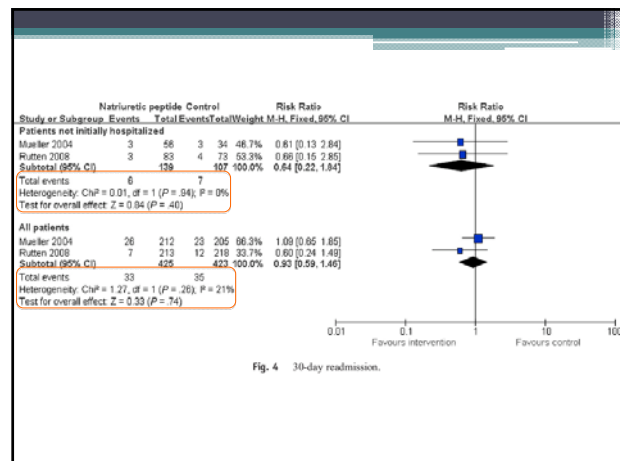 Natriuretic peptide Control Risk Ratio Risk Ratio
Study or Subgroup Events Total Events Total Weight M-H, Fixed, 95% CI M-H, Fixed, 95% CI
Patients not initially hospitalized
Mueller 2004 3 56 3 34 46.7% 0.61 [0.13 2.84]
Rutten 2008 3 83 4 73 53.3% 0.66 [0.15 2.85]
Subtotal (95% CI) 139 107 100.0% 0.64 [0.22, 1.84]
Total events 6 7
Heterogeneity: Chi² = 0.01, df = 1 (P = .94); I² = 0%
Test for overall effect: Z = 0.84 (P = .40)
All patients
Mueller 2004 26 212 23 205 66.3% 1.09 [0.65 1.85]
Rutten 2008 7 213 12 218 33.7% 0.60 [0.24 1.49]
Subtotal (95% CI) 425 423 100.0% 0.93 [0.59, 1.46]
Total events 33 35
Heterogeneity: Chi² = 1.27, df = 1 (P = .26); I² = 21%
Test for overall effect: Z = 0.33 (P = .74)
0.01 0.1 1 10 100
Favours intervention Favours control
Fig. 4 30-day readmission.